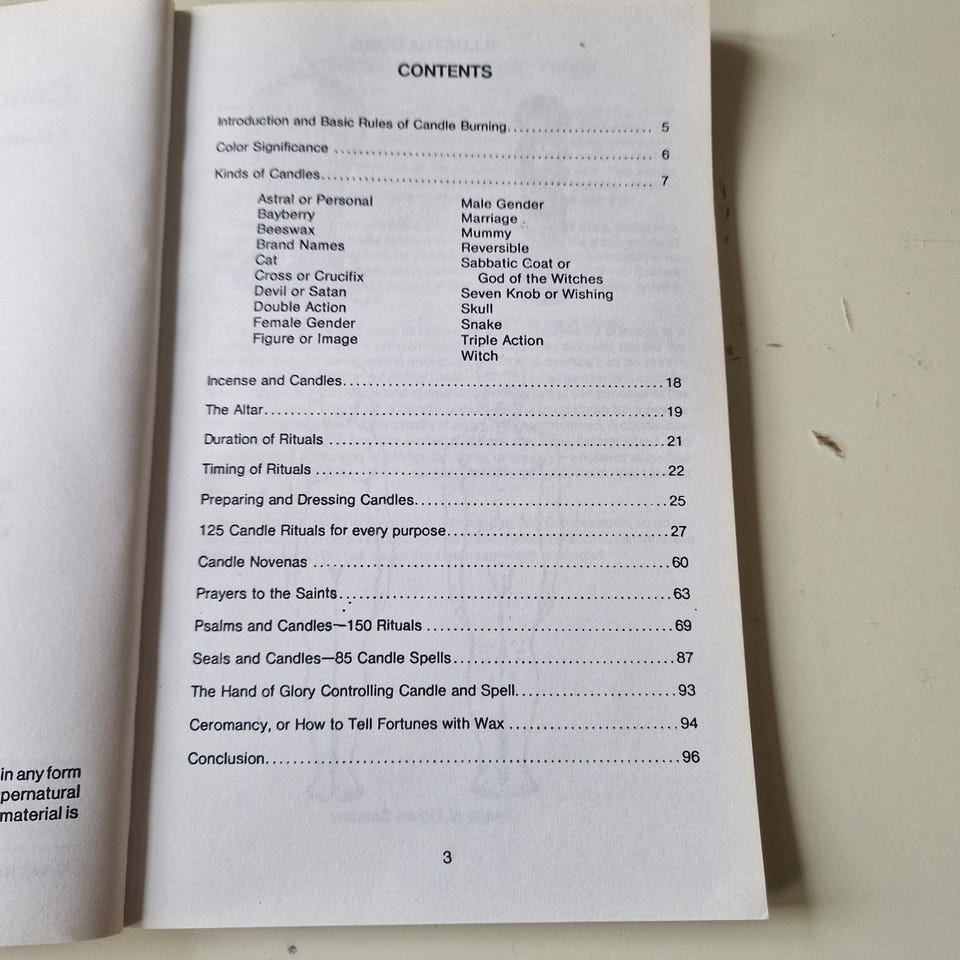 CONTENTS
Introduction and Basic Rules of Candle Burning........................ 5
Color Significance ................................................... 6
Kinds of Candles..................................................... 7
Astral or Personal
Bayberry
Beeswax
Brand Names
Cat
Cross or Crucifix
Devil or Satan
Double Action
Female Gender
Figure or Image
Male Gender
Marriage
Mummy
Reversible
Sabbatic Coat or
God of the Witches
Seven Knob or Wishing
Skull
Snake
Triple Action
Witch
Incense and Candles.....................................................18
The Altar...................................................................19
Duration of Rituals .......................................................21
Timing of Rituals .........................................................22
Preparing and Dressing Candles..........................................25
125 Candle Rituals for every purpose.....................................27
Candle Novenas ...........................................................60
Prayers to the Saints.......................................................63
Psalms and Candles—150 Rituals .........................................69
Seals and Candles—85 Candle Spells.....................................87
The Hand of Glory Controlling Candle and Spell..........................93
Ceromancy, or How to Tell Fortunes with Wax ...........................94
Conclusion..................................................................96
in any form
pernatural
material is
3